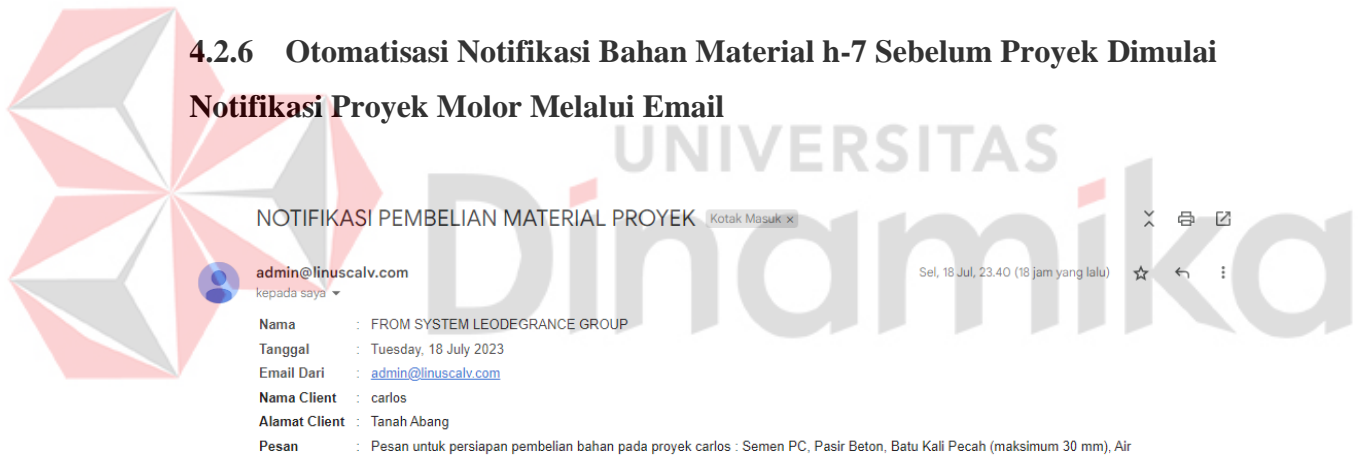 4.2.6 Otomatisasi Notifikasi Bahan Material h-7 Sebelum Proyek Dimulai
Notifikasi Proyek Molor Melalui Email
UNIVERSITAS
Dinamika
NOTIFIKASI PEMBELIAN MATERIAL PROYEK Kotak Masuk x
admin@linuscalv.com Sel, 18 Jul, 23.40 (18 jam yang lalu)
kepada saya
Nama : FROM SYSTEM LEODEGRANCE GROUP
Tanggal : Tuesday, 18 July 2023
Email Dari : admin@linuscalv.com
Nama Client : carlos
Alamat Client : Tanah Abang
Pesan : Pesan untuk persiapan pembelian bahan pada proyek carlos : Semen PC, Pasir Beton, Batu Kali Pecah (maksimum 30 mm), Air